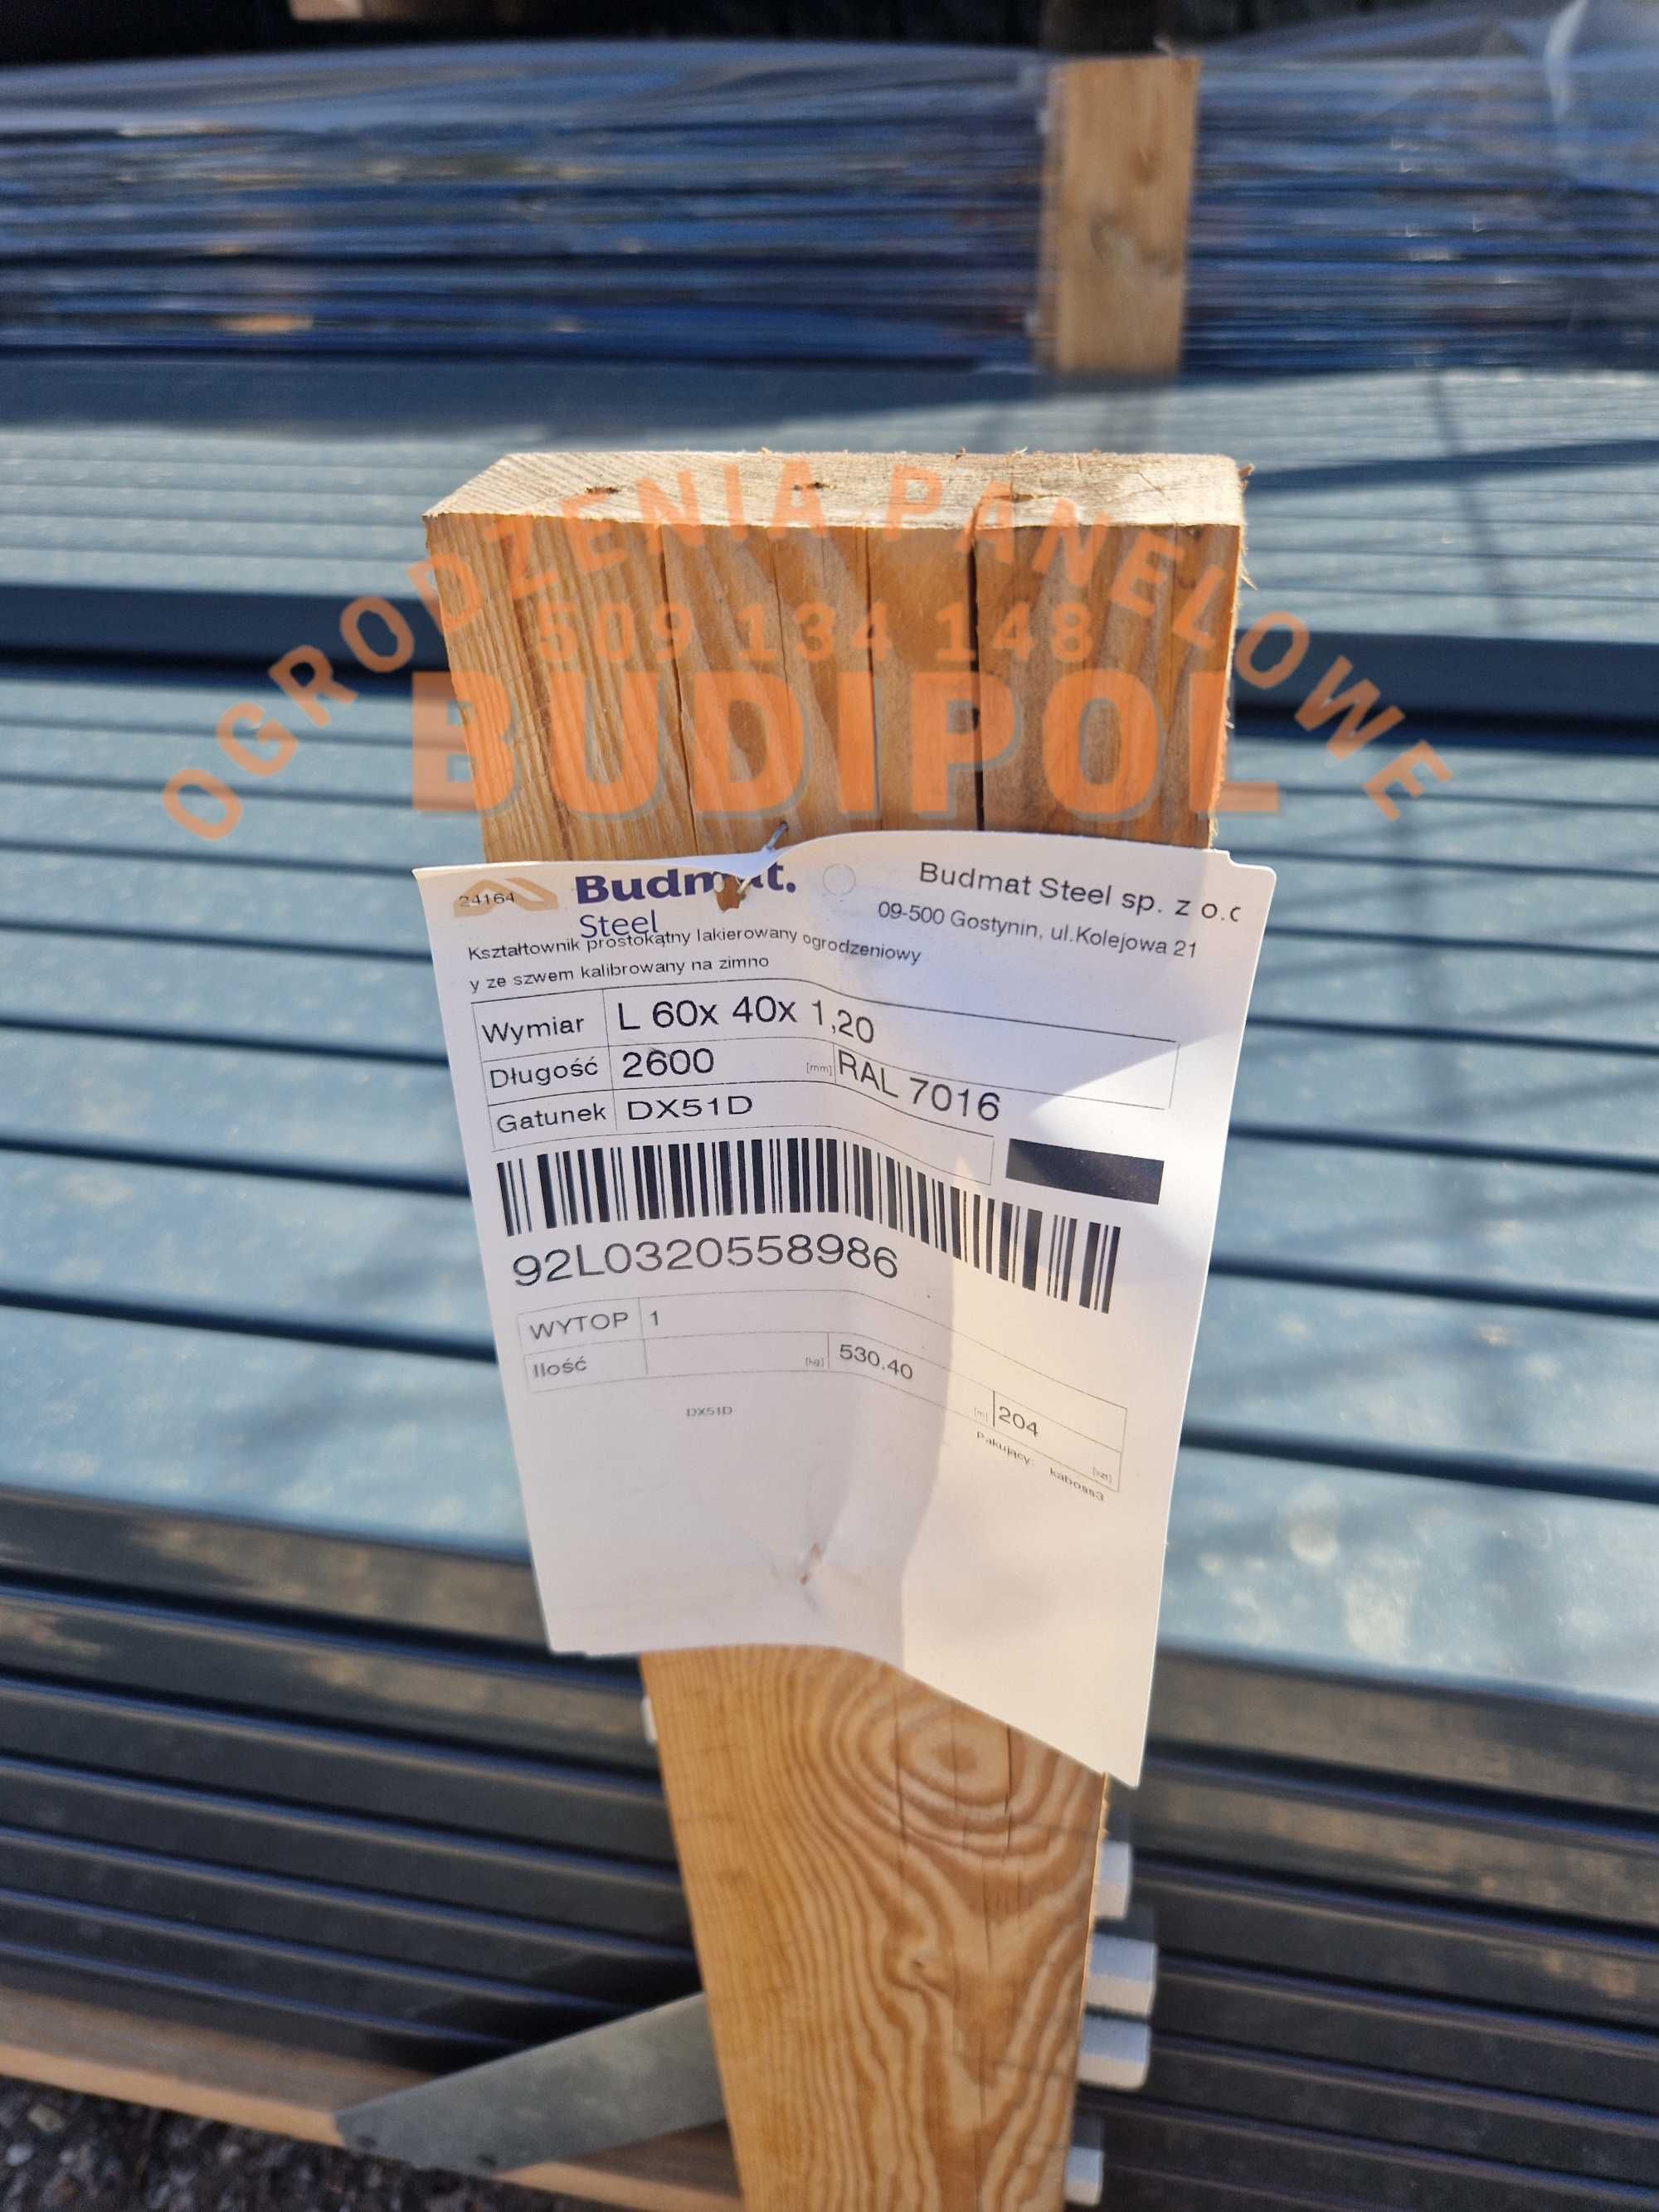 OGRODZENIA PANELOWE
509 134 148
BUDIPOL
24164
Budmat.
Steel
Budmat Steel sp. z o.o
09-500 Gostynin, ul.Kolejowa 21
Kształtownik prostokątny lakierowany ogrodzeniowy
y ze szwem kalibrowany na zimno
Wymiar L 60x 40x 1,20
Długość 2600 [mm] RAL 7016
Gatunek DX51D
92L0320558986
WYTOP 1
Ilość [kg] 530.40 [m] 204 [szt]
DX51D
Pakujący: kaboss3